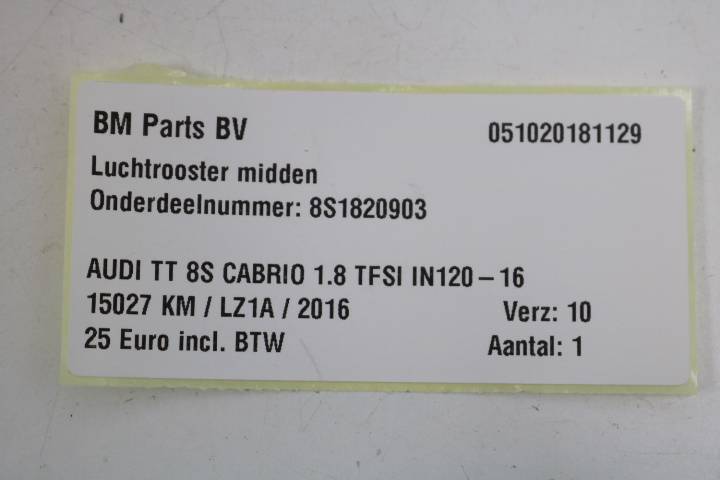 BM Parts BV 051020181129
Luchtrooster midden
Onderdeelnummer: 8S1820903
AUDI TT 8S CABRIO 1.8 TFSI IN120 – 16
15027 KM / LZ1A / 2016 Verz: 10
25 Euro incl. BTW Aantal: 1